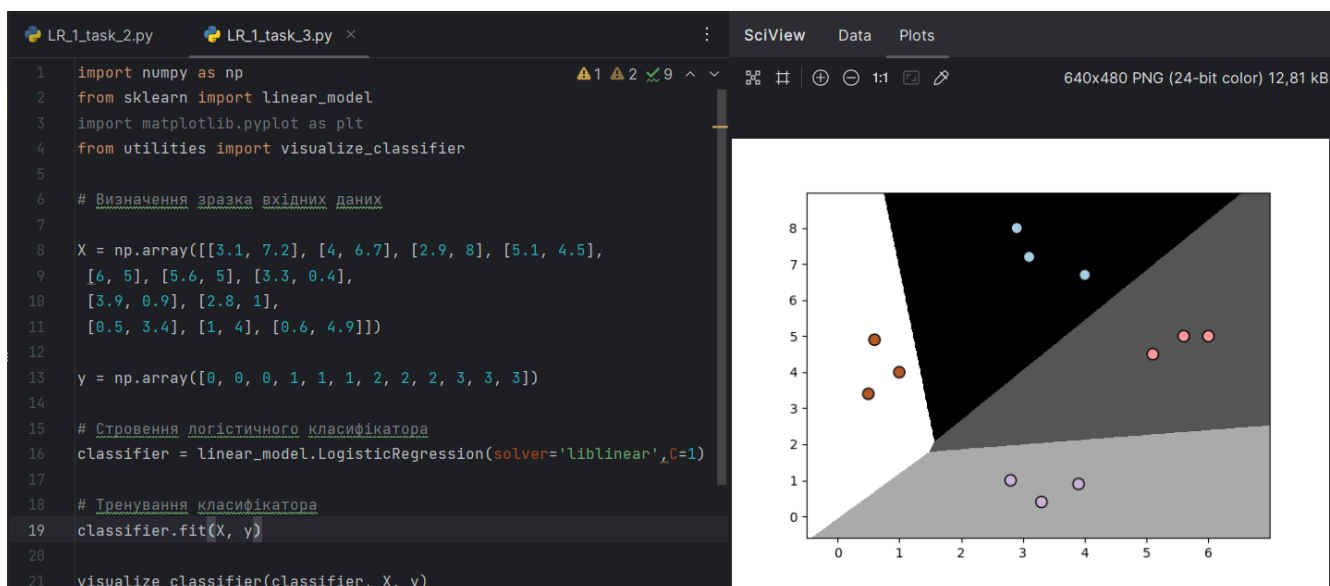 LR_1_task_2.py LR_1_task_3.py ×
SciView Data Plots
1 import numpy as np
1 2 9
2 from sklearn import linear_model
3 import matplotlib.pyplot as plt
4 from utilities import visualize_classifier
5
6 # Визначення зразка вхідних даних
7
8 X = np.array([[3.1, 7.2], [4, 6.7], [2.9, 8], [5.1, 4.5],
9 [6, 5], [5.6, 5], [3.3, 0.4],
10 [3.9, 0.9], [2.8, 1],
11 [0.5, 3.4], [1, 4], [0.6, 4.9]])
12
13 y = np.array([0, 0, 0, 1, 1, 1, 2, 2, 2, 3, 3, 3])
14
15 # Стровення логістичного класифікатора
16 classifier = linear_model.LogisticRegression(solver='liblinear',C=1)
17
18 # Тренування класифікатора
19 classifier.fit(X, y)
20
21 visualize_classifier(classifier, X, y)
1:1 640x480 PNG (24-bit color) 12,81 kB
8
7
6
5
4
3
2
1
0
0 1 2 3 4 5 6